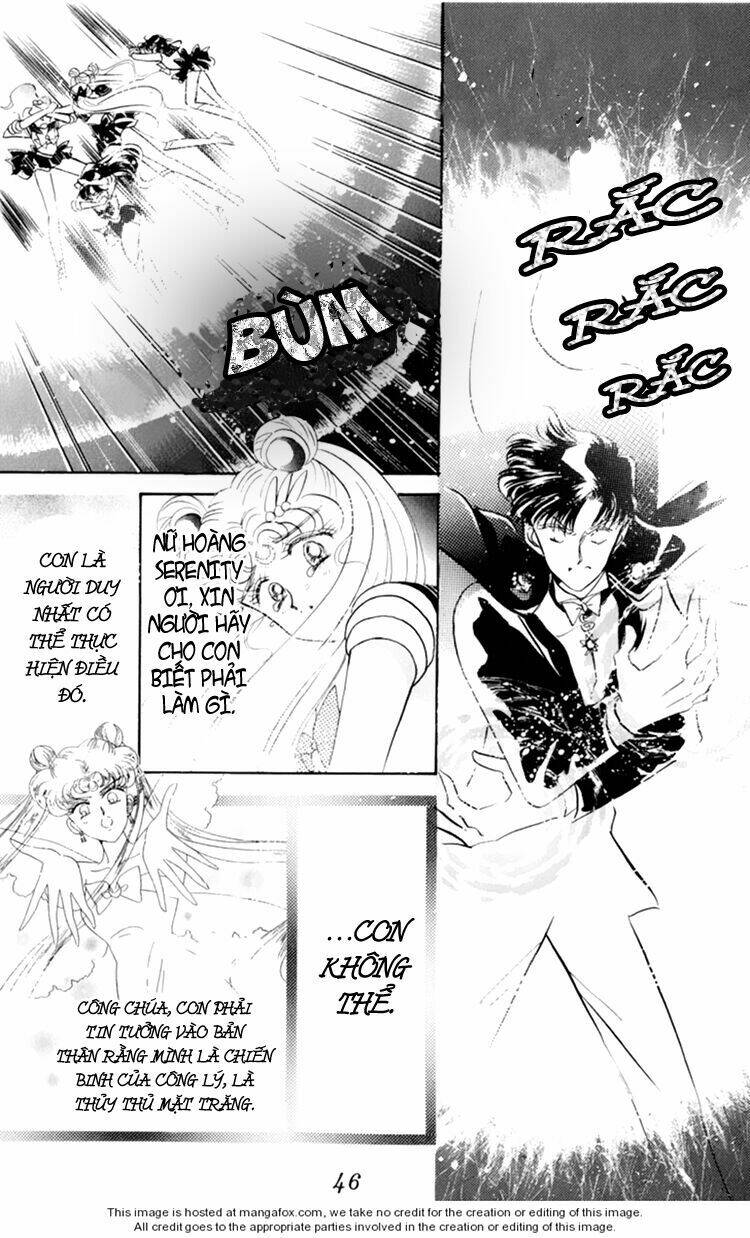 RẮC
RẮC
RẮC
BÙM
NỮ HOÀNG
SERENITY
ƠI, XIN
NGƯỜI HÃY
CHO CON
BIẾT PHẢI
LÀM GÌ.
CON LÀ
NGƯỜI DUY
NHẤT CÓ
THỂ THỰC
HIỆN ĐIỀU
ĐÓ.
...CON
KHÔNG
THỂ.
CÔNG CHÚA, CON PHẢI
TIN TƯỞNG VÀO BẢN
THÂN RẰNG MÌNH LÀ CHIẾN
BINH CỦA CÔNG LÝ, LÀ
THỦY THỦ MẶT TRĂNG.
46
This image is hosted at mangafox.com, we take no credit for the creation or editing of this image.
All credit goes to the appropriate parties involved in the creation or editing of this image.